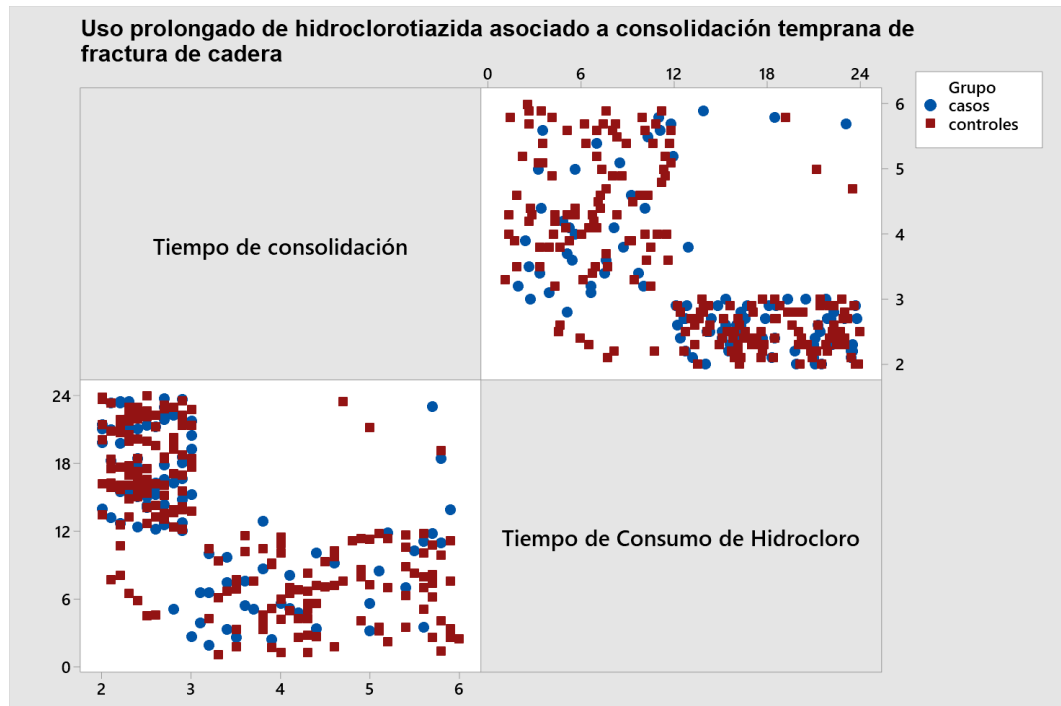 Uso prolongado de hidroclorotiazida asociado a consolidación temprana de
fractura de cadera
0 6 12 18 24
Grupo
casos
controles
6
5
4
3
2
Tiempo de consolidación
24
18
12
6
0
Tiempo de Consumo de Hidrocloro
2 3 4 5 6